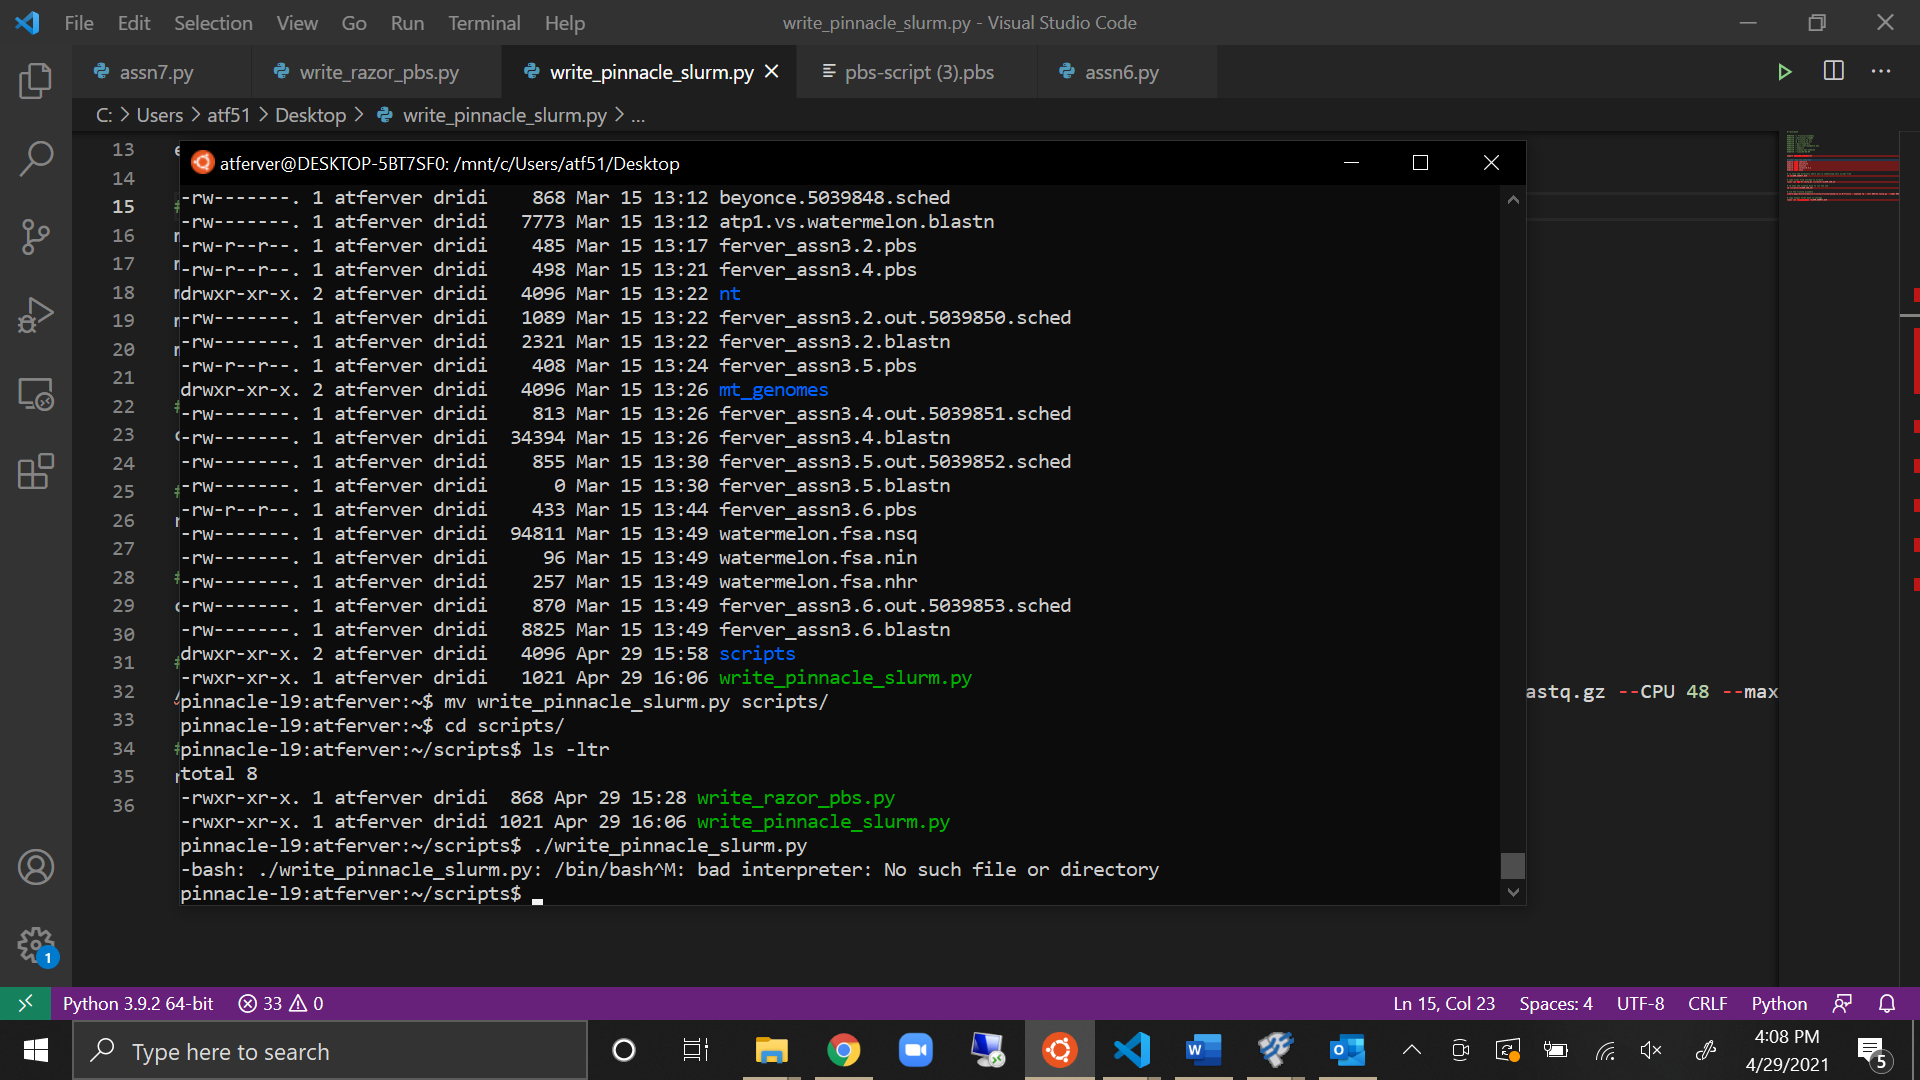 File Edit Selection View Go Run Terminal Help
write_pinnacle_slurm.py - Visual Studio Code
assn7.py
write_razor_pbs.py
write_pinnacle_slurm.py
pbs-script (3).pbs
assn6.py
C: > Users > atf51 > Desktop > write_pinnacle_slurm.py > ...
atferver@DESKTOP-5BT7SF0: /mnt/c/Users/atf51/Desktop
13
14
15
16
17
18
19
20
21
22
23
24
25
26
27
28
29
30
31
32
33
34
35
36
-rw-------. 1 atferver dridi 868 Mar 15 13:12 beyonce.5039848.sched
-rw-------. 1 atferver dridi 7773 Mar 15 13:12 atp1.vs.watermelon.blastn
-rw-r--r--. 1 atferver dridi 485 Mar 15 13:17 ferver_assn3.2.pbs
-rw-r--r--. 1 atferver dridi 498 Mar 15 13:21 ferver_assn3.4.pbs
drwxr-xr-x. 2 atferver dridi 4096 Mar 15 13:22 nt
-rw-------. 1 atferver dridi 1089 Mar 15 13:22 ferver_assn3.2.out.5039850.sched
-rw-------. 1 atferver dridi 2321 Mar 15 13:22 ferver_assn3.2.blastn
-rw-r--r--. 1 atferver dridi 408 Mar 15 13:24 ferver_assn3.5.pbs
drwxr-xr-x. 2 atferver dridi 4096 Mar 15 13:26 mt_genomes
-rw-------. 1 atferver dridi 813 Mar 15 13:26 ferver_assn3.4.out.5039851.sched
-rw-------. 1 atferver dridi 34394 Mar 15 13:26 ferver_assn3.4.blastn
-rw-------. 1 atferver dridi 855 Mar 15 13:30 ferver_assn3.5.out.5039852.sched
-rw-------. 1 atferver dridi 0 Mar 15 13:30 ferver_assn3.5.blastn
-rw-r--r--. 1 atferver dridi 433 Mar 15 13:44 ferver_assn3.6.pbs
-rw-------. 1 atferver dridi 94811 Mar 15 13:49 watermelon.fsa.nsq
-rw-------. 1 atferver dridi 96 Mar 15 13:49 watermelon.fsa.nin
-rw-------. 1 atferver dridi 257 Mar 15 13:49 watermelon.fsa.nhr
-rw-------. 1 atferver dridi 870 Mar 15 13:49 ferver_assn3.6.out.5039853.sched
-rw-------. 1 atferver dridi 8825 Mar 15 13:49 ferver_assn3.6.blastn
drwxr-xr-x. 2 atferver dridi 4096 Apr 29 15:58 scripts
-rwxr-xr-x. 1 atferver dridi 1021 Apr 29 16:06 write_pinnacle_slurm.py
pinnacle-l9:atferver:~$ mv write_pinnacle_slurm.py scripts/
pinnacle-l9:atferver:~$ cd scripts/
pinnacle-l9:atferver:~/scripts$ ls -ltr
total 8
-rwxr-xr-x. 1 atferver dridi 868 Apr 29 15:28 write_razor_pbs.py
-rwxr-xr-x. 1 atferver dridi 1021 Apr 29 16:06 write_pinnacle_slurm.py
pinnacle-l9:atferver:~/scripts$ ./write_pinnacle_slurm.py
-bash: ./write_pinnacle_slurm.py: /bin/bash^M: bad interpreter: No such file or directory
pinnacle-l9:atferver:~/scripts$
astq.gz --CPU 48 --max
1
Python 3.9.2 64-bit 33 0
Ln 15, Col 23 Spaces: 4 UTF-8 CRLF Python
Type here to search
4:08 PM
4/29/2021
5